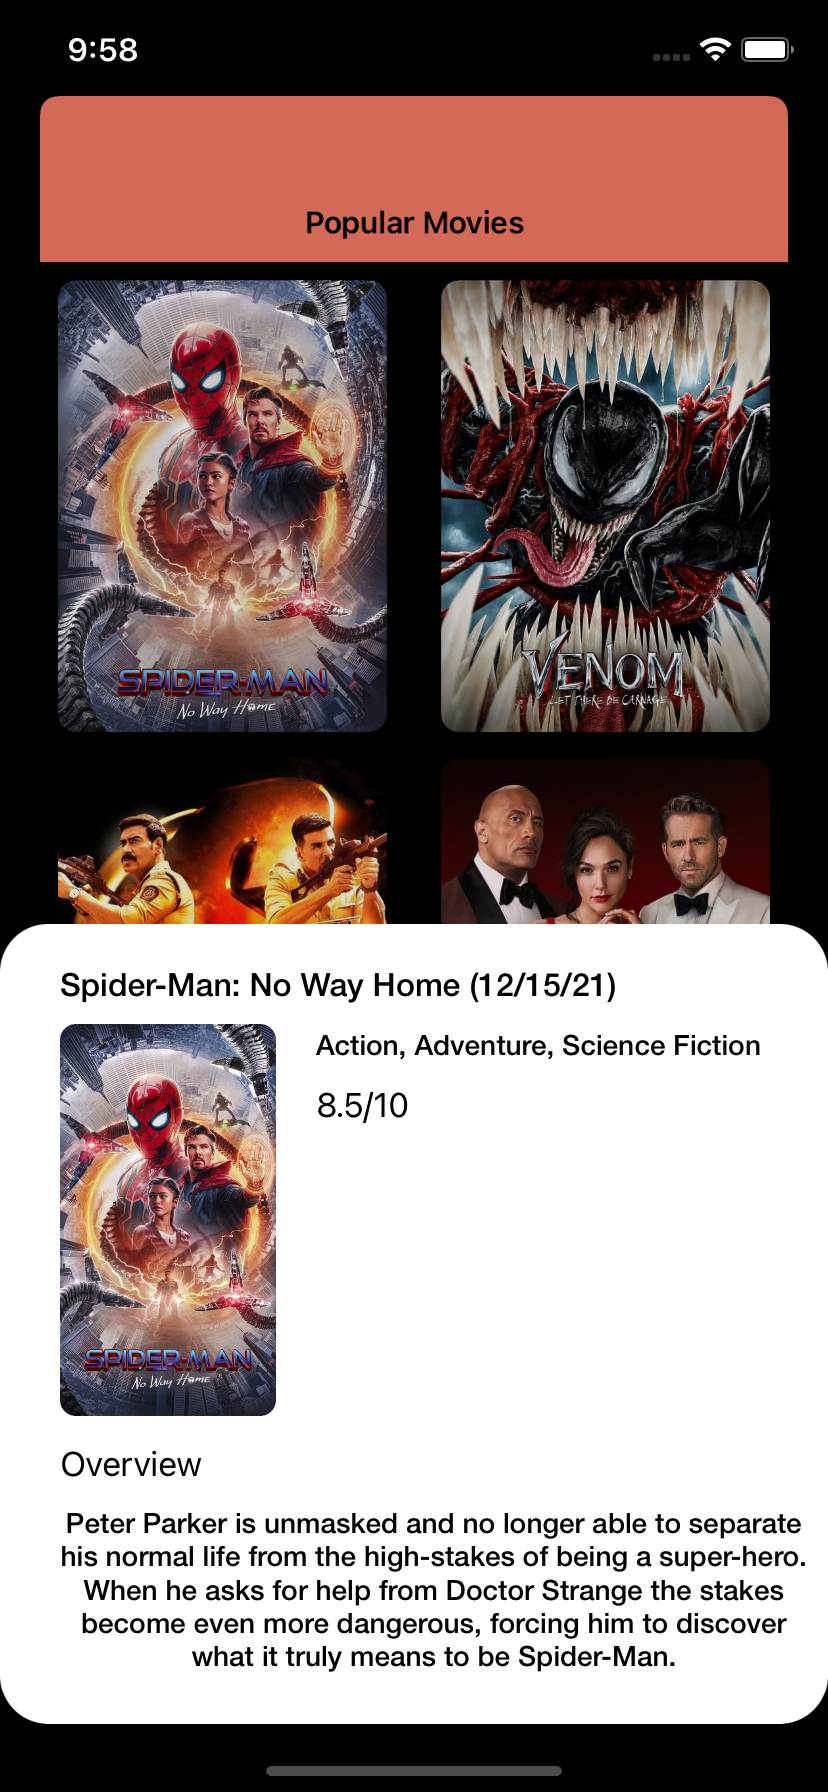 9:58
Popular Movies
SPIDER-MAN
No Way Home
VENOM
LET THERE BE CARNAGE
Spider-Man: No Way Home (12/15/21)
Action, Adventure, Science Fiction
8.5/10
SPIDER-MAN
No Way Home
Overview
Peter Parker is unmasked and no longer able to separate
his normal life from the high-stakes of being a super-hero.
When he asks for help from Doctor Strange the stakes
become even more dangerous, forcing him to discover
what it truly means to be Spider-Man.